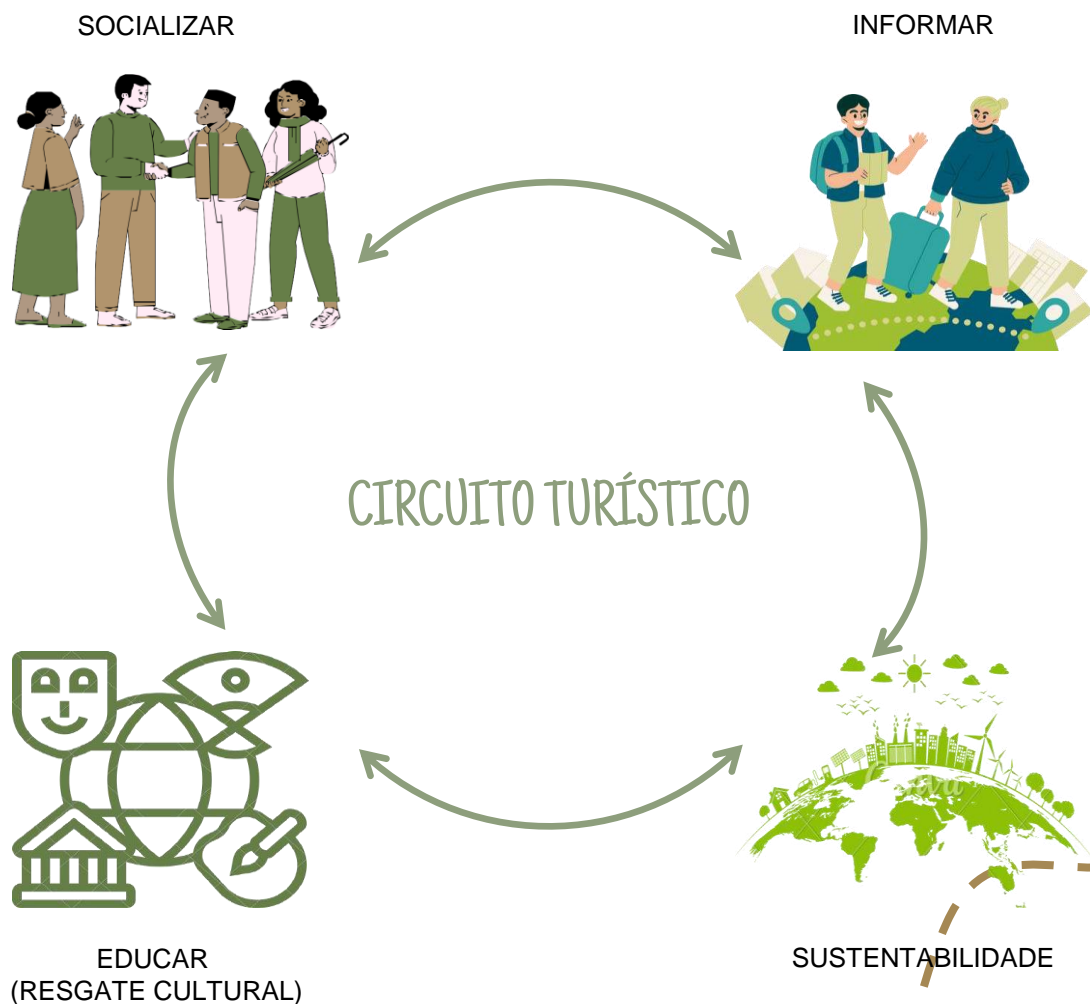 SOCIALIZAR
INFORMAR
CIRCUITO TURÍSTICO
EDUCAR
(RESGATE CULTURAL)
SUSTENTABILIDADE